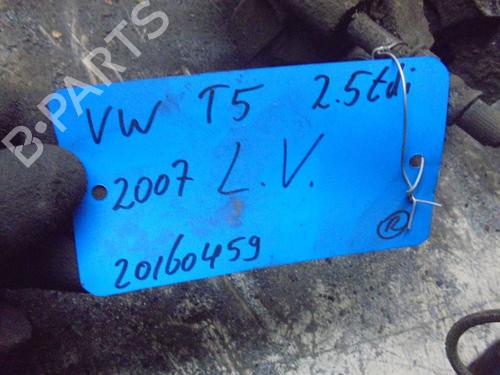 B-PARTS
VW T5 2.5tdi
2007 L.V.
20160459
R